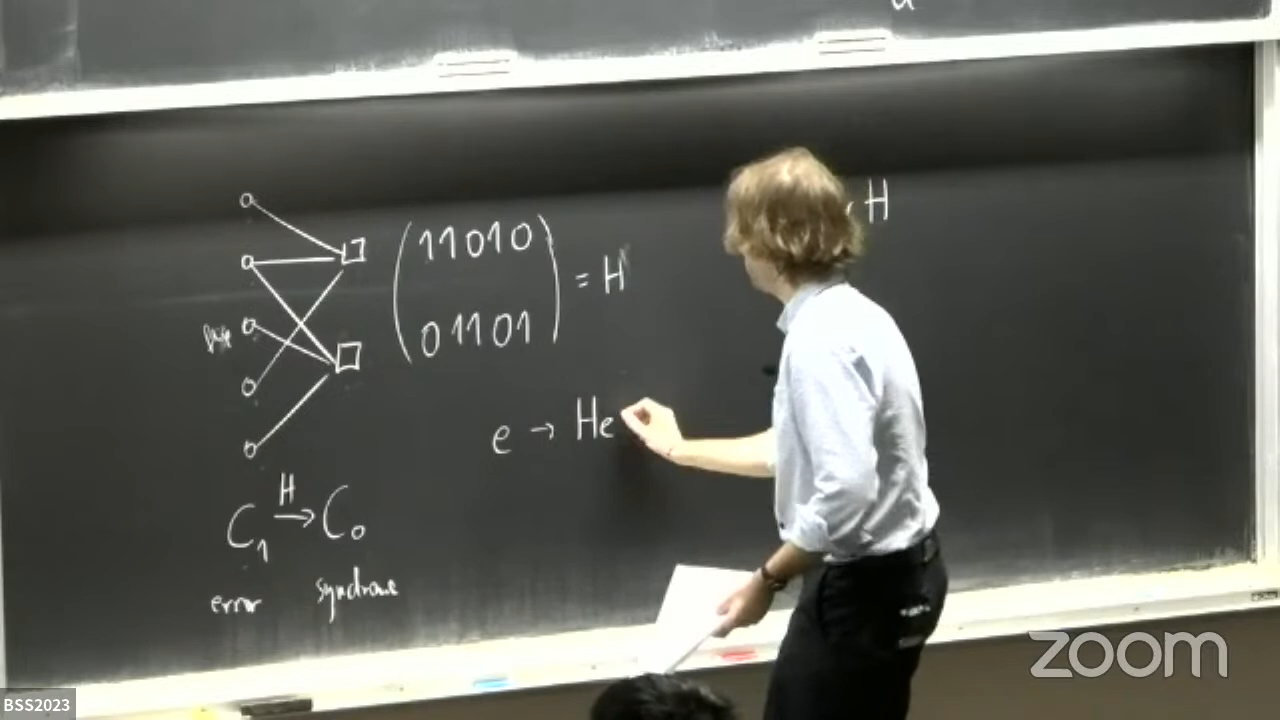 H
(11010
01101) = H
e → He
H
C₁ → C₀
error syndrome
BSS2023
zoom